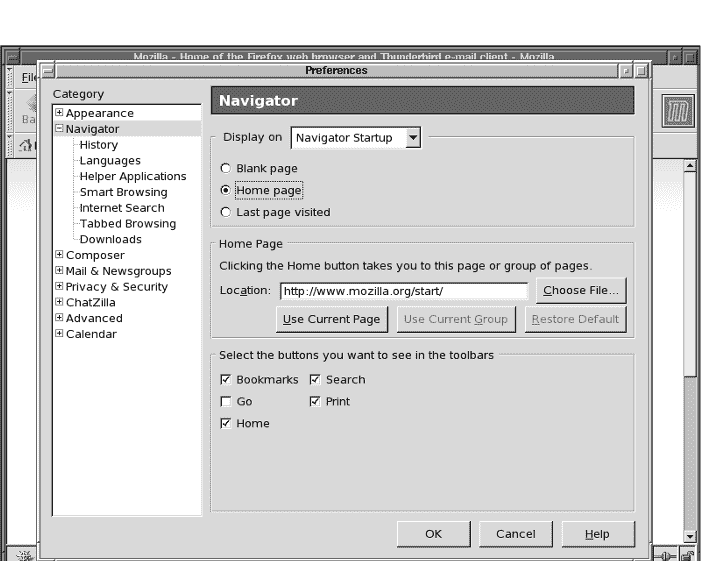 Mozilla - Home of the Firefox web browser and Thunderbird e-mail client - Mozilla
Preferences
File
Ba
Category
Appearance
Navigator
History
Languages
Helper Applications
Smart Browsing
Internet Search
Tabbed Browsing
Downloads
Composer
Mail & Newsgroups
Privacy & Security
ChatZilla
Advanced
Calendar
Navigator
Display on Navigator Startup
Blank page
Home page
Last page visited
Home Page
Clicking the Home button takes you to this page or group of pages.
Location: http://www.mozilla.org/start/ Choose File...
Use Current Page Use Current Group Restore Default
Select the buttons you want to see in the toolbars
Bookmarks Search
Go Print
Home
OK Cancel Help